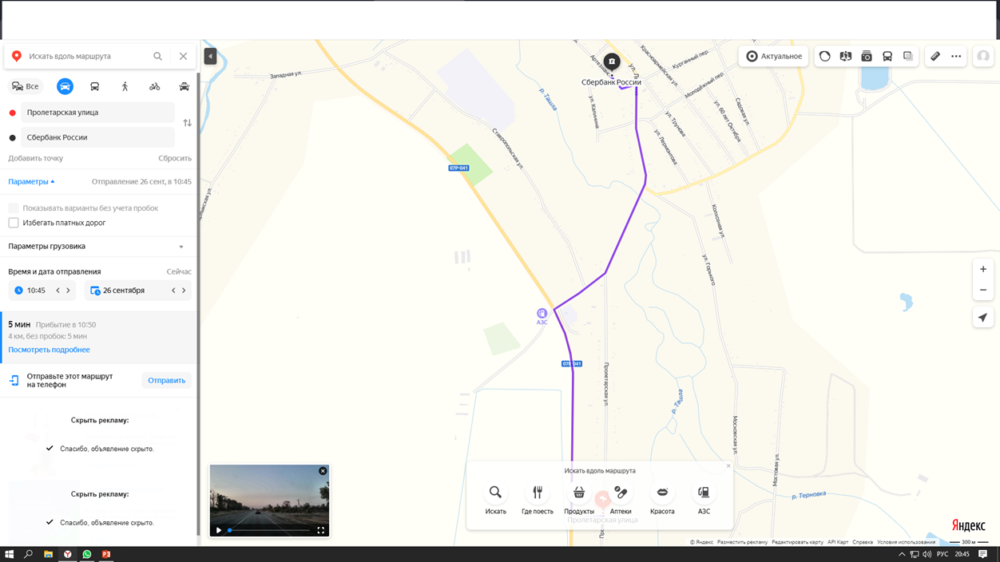 Искать вдоль маршрута
Все
Пролетарская улица
Сбербанк России
Добавить точку
Сбросить
Параметры
Отправление 26 сент, в 10:45
Показывать варианты без учета пробок
Избегать платных дорог
Параметры грузовика
Время и дата отправления
Сейчас
10:45
26 сентября
5 мин Прибытие в 10:50
4 км, без пробок: 5 мин
Посмотреть подробнее
Отправьте этот маршрут
на телефон
Отправить
Скрыть рекламу:
Спасибо, объявление скрыто.
Скрыть рекламу:
Спасибо, объявление скрыто.
Актуальное
Западная ул.
р. Ташла
Артезиа
Красноармейская ул.
Курганный пер.
Сбербанк России
Молодёжный пер.
ул. Калинина
ул. Трунова
ул. 60 лет Октября
Садовая ул.
Ставропольская ул.
ул. Лермонтова
07Р-041
Колхозная ул.
ул. Горького
АЗС
07Р-041
Пролетарская ул.
р. Ташла
Московская ул.
Мостовая ул.
р. Терновка
Искать вдоль маршрута
Искать
Где поесть
Продукты
Аптеки
Красота
АЗС
Пролетарская улица
Яндекс
© Яндекс Разместить рекламу Редактировать карту API Карт Справка Условия использования 300 м
РУС
20:45